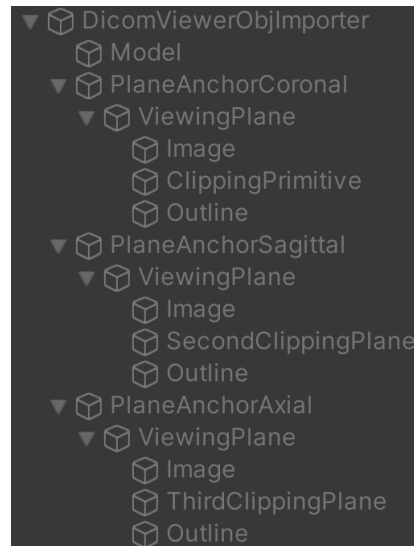 DicomViewerObjImporter
Model
PlaneAnchorCoronal
ViewingPlane
Image
ClippingPrimitive
Outline
PlaneAnchorSagittal
ViewingPlane
Image
SecondClippingPlane
Outline
PlaneAnchorAxial
ViewingPlane
Image
ThirdClippingPlane
Outline